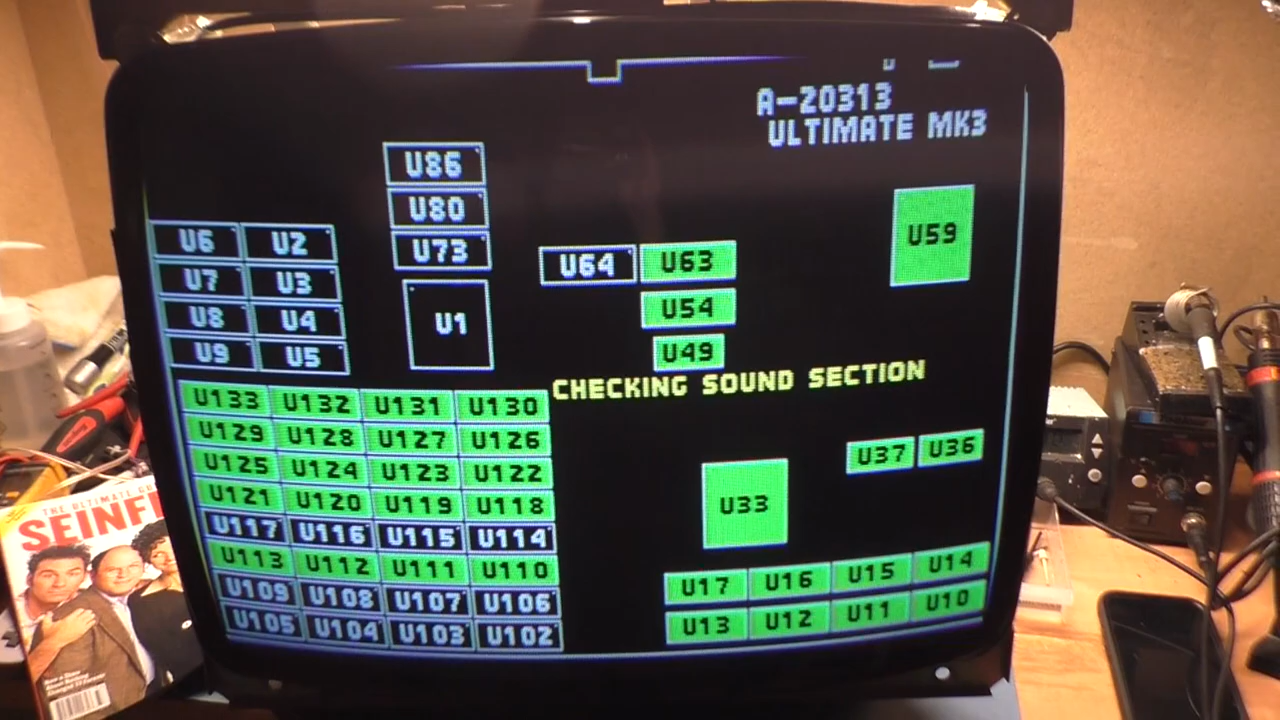 A-20313
ULTIMATE MK3
U86
U80
U73
U59
U6 U2
U7 U3
U8 U4
U9 U5
U1
U64 U63
U54
U49
CHECKING SOUND SECTION
U133 U132 U131 U130
U129 U128 U127 U126
U125 U124 U123 U122
U121 U120 U119 U118
U117 U116 U115 U114
U113 U112 U111 U110
U109 U108 U107 U106
U105 U104 U103 U102
U37 U36
U33
U17 U16 U15 U14
U13 U12 U11 U10
THE ULTIMATE
SEINF